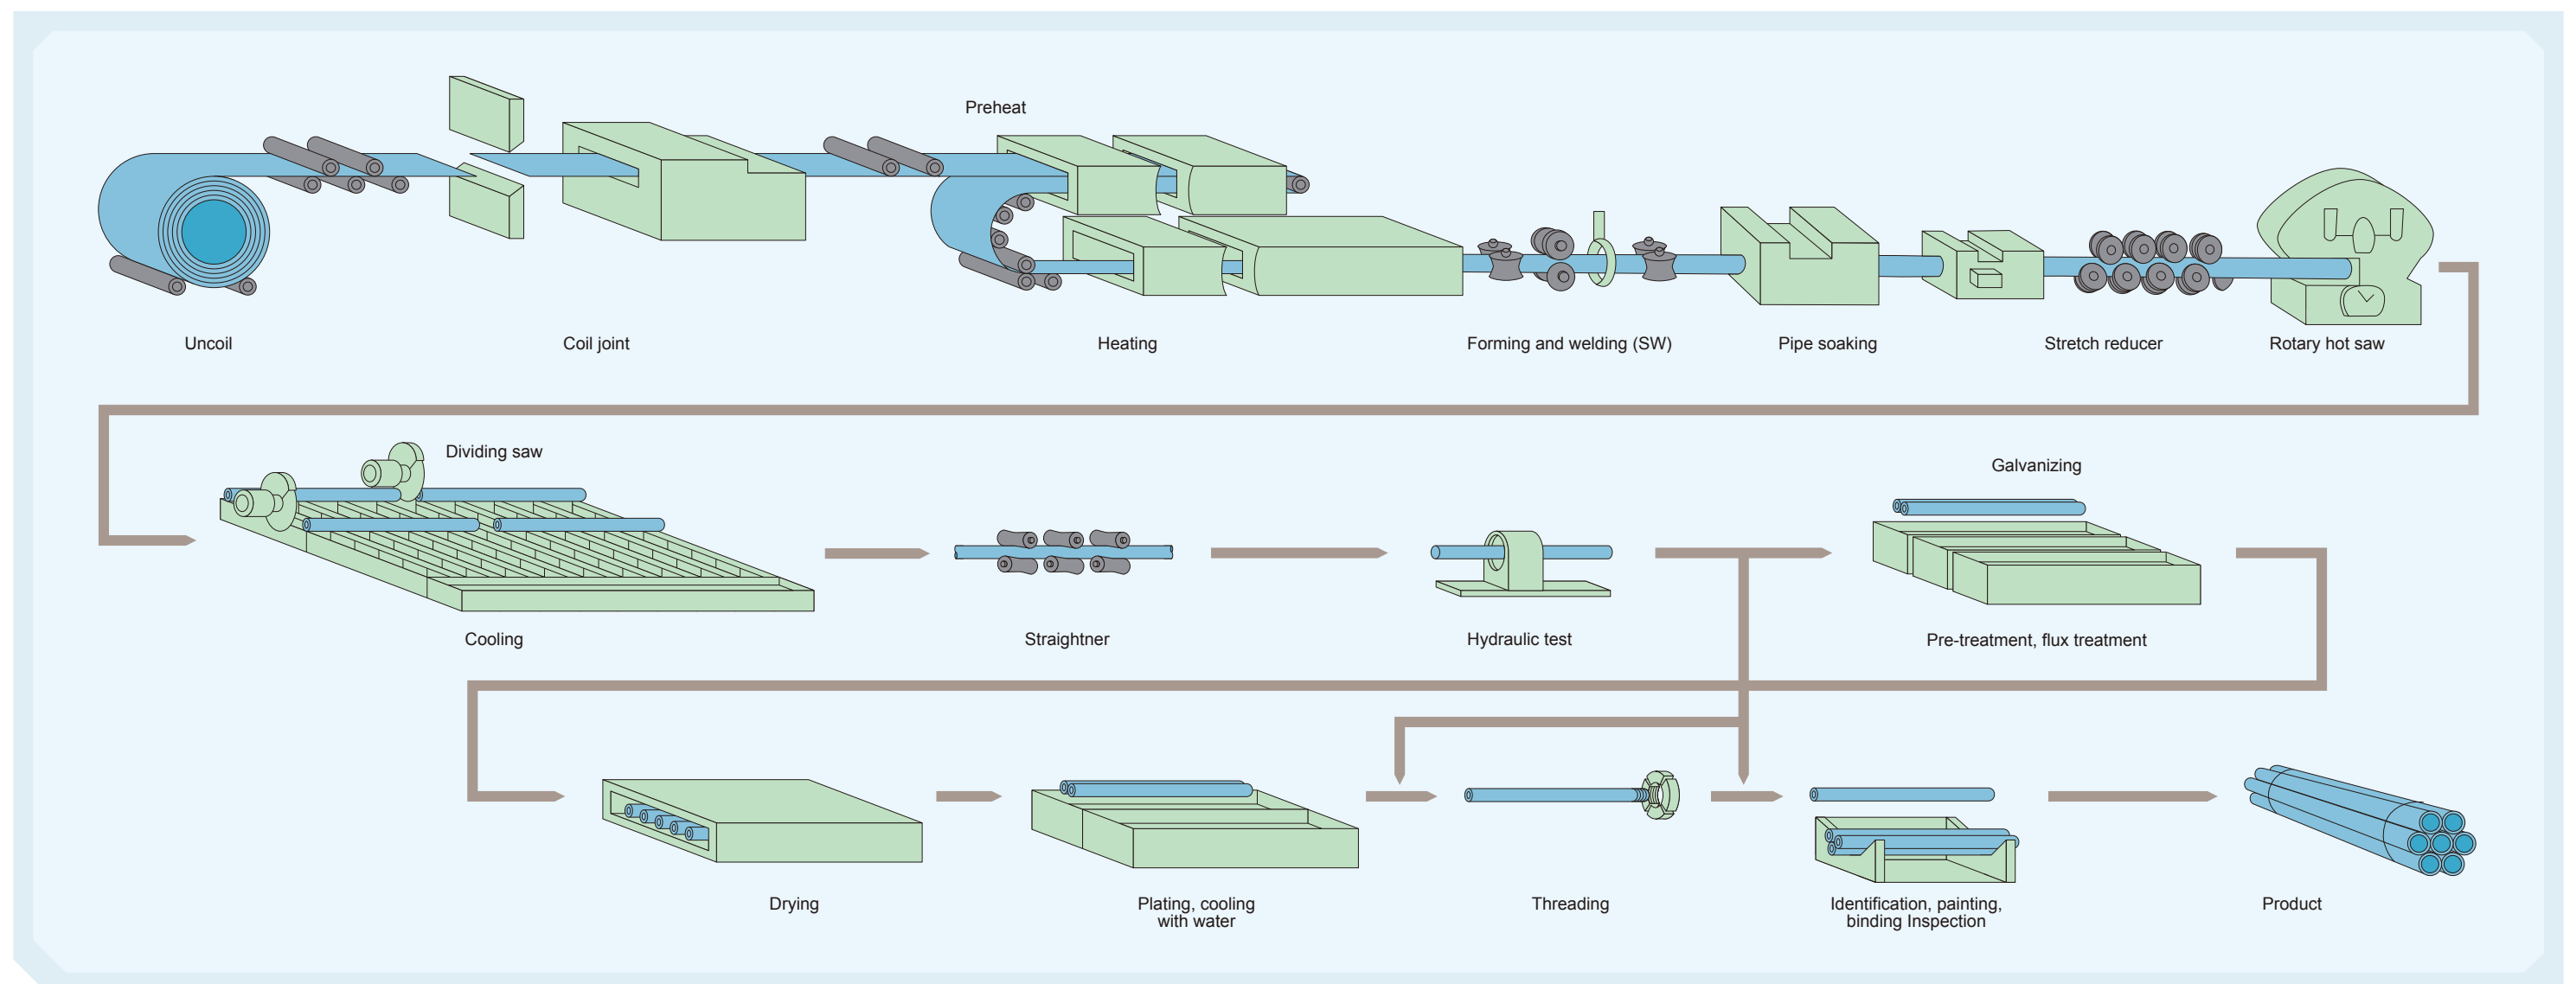 Preheat
Uncoil
Coil joint
Heating
Forming and welding (SW)
Pipe soaking
Stretch reducer
Rotary hot saw
Dividing saw
Galvanizing
Cooling
Straightner
Hydraulic test
Pre-treatment, flux treatment
Drying
Plating, cooling
with water
Threading
Identification, painting,
binding Inspection
Product